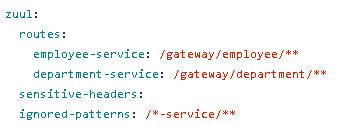 zuul:
  routes:
    employee-service: /gateway/employee/**
    department-service: /gateway/department/**
  sensitive-headers:
  ignored-patterns: /*-service/**